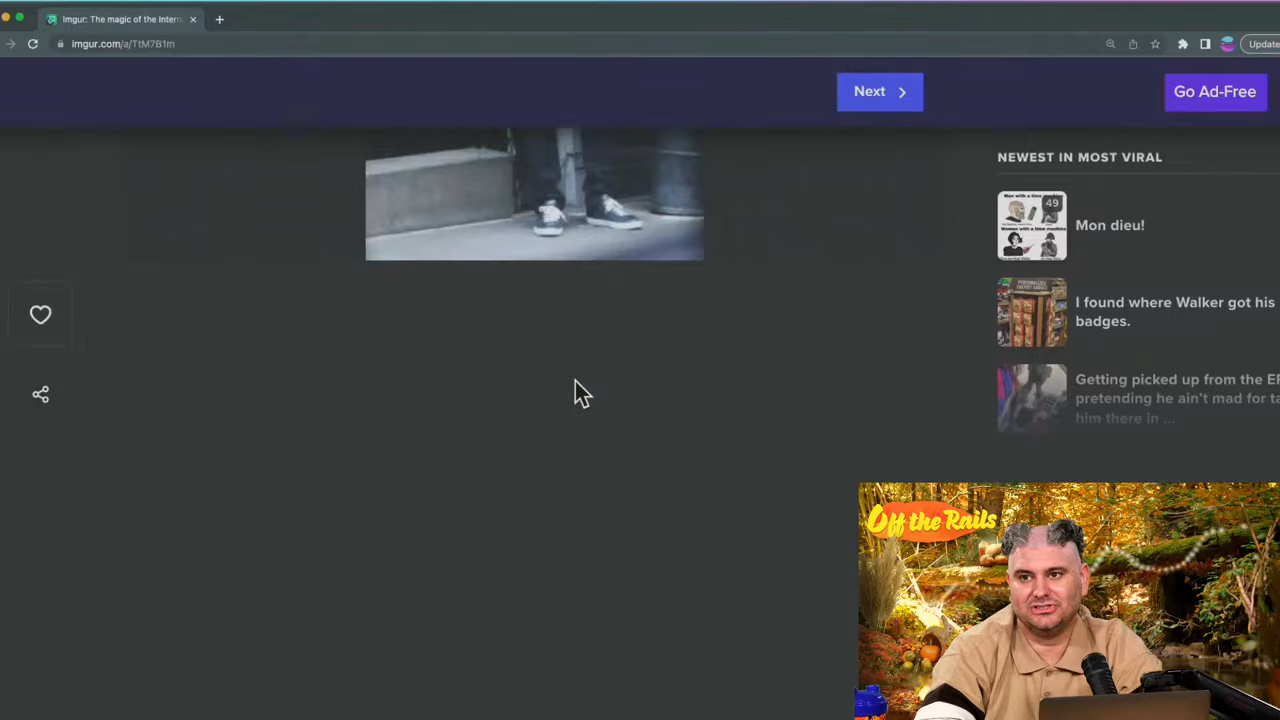 Imgur: The magic of the Intern
imgur.com/a/TtM7B1m
Update
Next
Go Ad-Free
NEWEST IN MOST VIRAL
49
Mon dieu!
I found where Walker got his
badges.
Getting picked up from the EF
pretending he ain't mad for ta
him there in ...
Off the Rails